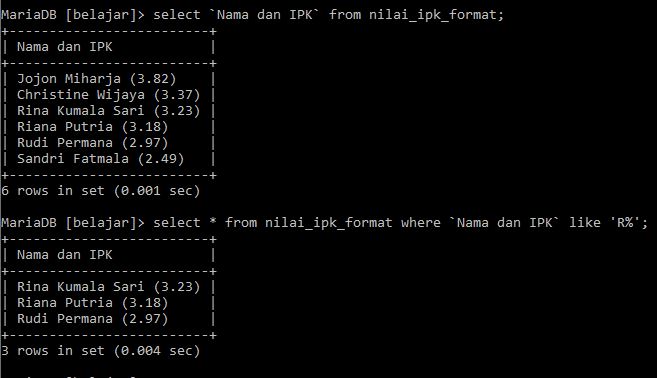 MariaDB [belajar]> select `Nama dan IPK` from nilai_ipk_format;
+-------------------------+
| Nama dan IPK            |
+-------------------------+
| Jojon Miharja (3.82)    |
| Christine Wijaya (3.37) |
| Rina Kumala Sari (3.23) |
| Riana Putria (3.18)     |
| Rudi Permana (2.97)     |
| Sandri Fatmala (2.49)   |
+-------------------------+
6 rows in set (0.001 sec)
MariaDB [belajar]> select * from nilai_ipk_format where `Nama dan IPK` like 'R%';
+-------------------------+
| Nama dan IPK            |
+-------------------------+
| Rina Kumala Sari (3.23) |
| Riana Putria (3.18)     |
| Rudi Permana (2.97)     |
+-------------------------+
3 rows in set (0.004 sec)